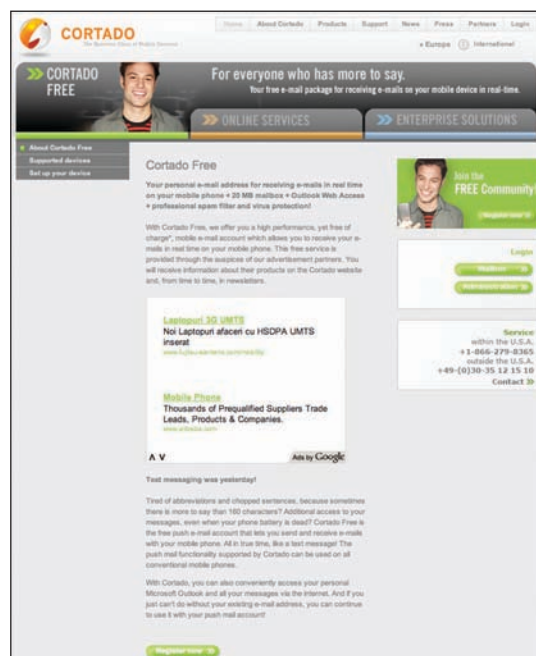 CORTADO
The Business Class of Mobile Services
Home About Cortado Products Support News Press Partners Login
» Europe International
CORTADO
FREE
For everyone who has more to say.
Your free e-mail package for receiving e-mails on your mobile device in real-time.
ONLINE SERVICES
ENTERPRISE SOLUTIONS
About Cortado Free
Supported devices
Set up your device
Cortado Free
Your personal e-mail address for receiving e-mails in real time
on your mobile phone + 20 MB mailbox + Outlook Web Access
+ professional spam filter and virus protection!
With Cortado Free, we offer you a high performance, yet free of
charge*, mobile e-mail account which allows you to receive your e-
mails in real time on your mobile phone. This free service is
provided through the auspices of our advertisement partners. You
will receive information about their products on the Cortado website
and, from time to time, in newsletters.
Laptopuri 3G UMTS
Noi Laptopuri afaceri cu HSDPA UMTS
inserat
Mobile Phone
Thousands of Prequalified Suppliers Trade
Leads, Products & Companies.
www.alibaba.com
Ads by Google
Text messaging was yesterday!
Tired of abbreviations and chopped sentences, because sometimes
there is more to say than 160 characters? Additional access to your
messages, even when your phone battery is dead? Cortado Free is
the free push e-mail account that lets you send and receive e-mails
with your mobile phone. All in true time, like a text message! The
push mail functionality supported by Cortado can be used on all
conventional mobile phones.
With Cortado, you can also conveniently access your personal
Microsoft Outlook and all your messages via the internet. And if you
just can't do without your existing e-mail address, you can continue
to use it with your push mail account!
Register now
Join the
FREE Community!
Register now
Login
Mailbox
Administration
Service
within the U.S.A.
+1-866-279-8365
outside the U.S.A.
+49-(0)30-35 12 15 10
Contact